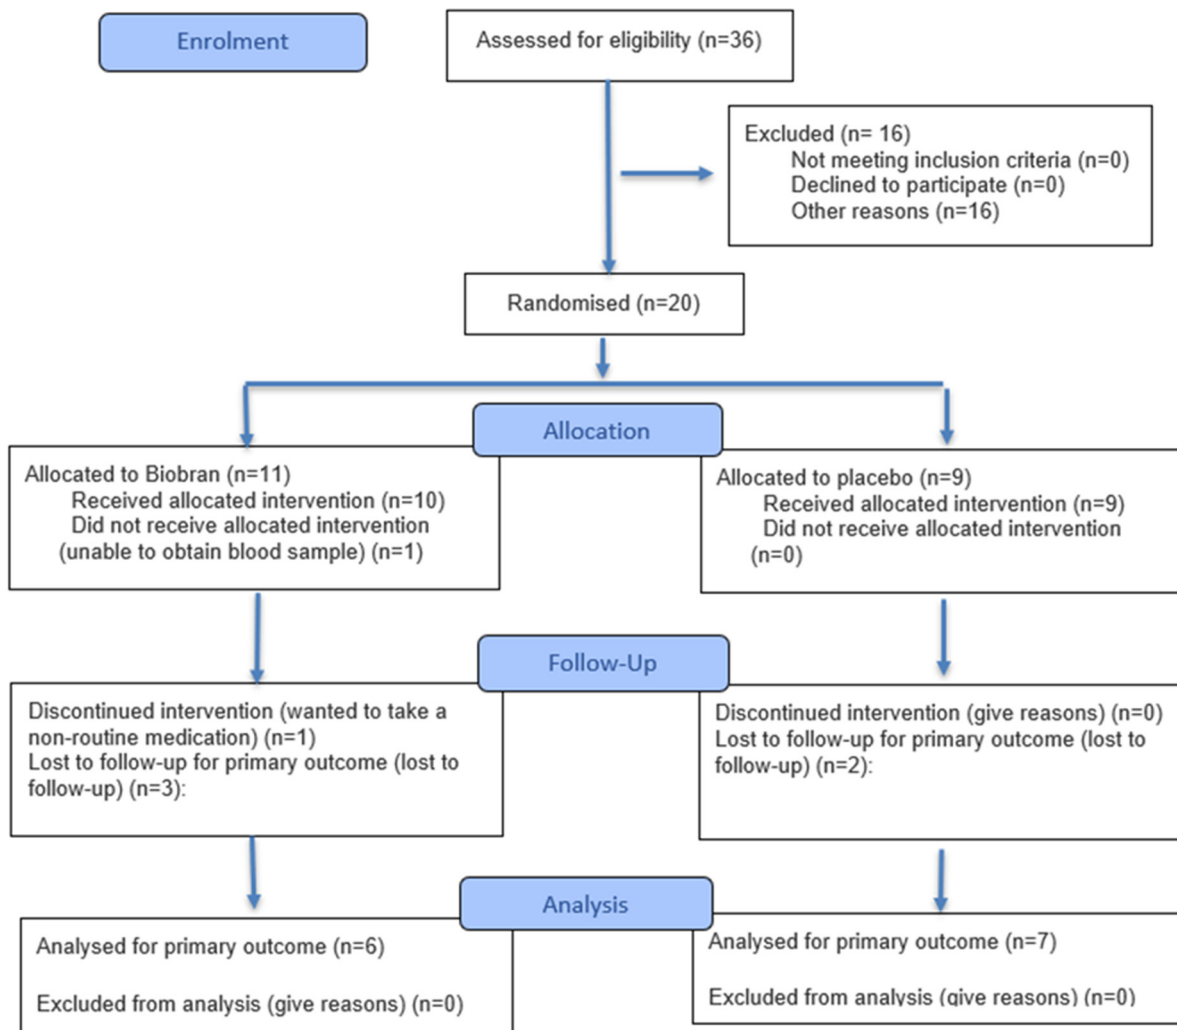 Enrolment
Assessed for eligibility (n=36)
Excluded (n= 16)
Not meeting inclusion criteria (n=0)
Declined to participate (n=0)
Other reasons (n=16)
Randomised (n=20)
Allocation
Allocated to Biobran (n=11)
Received allocated intervention (n=10)
Did not receive allocated intervention
(unable to obtain blood sample) (n=1)
Allocated to placebo (n=9)
Received allocated intervention (n=9)
Did not receive allocated intervention
(n=0)
Follow-Up
Discontinued intervention (wanted to take a
non-routine medication) (n=1)
Lost to follow-up for primary outcome (lost to
follow-up) (n=3):
Discontinued intervention (give reasons) (n=0)
Lost to follow-up for primary outcome (lost to
follow-up) (n=2):
Analysis
Analysed for primary outcome (n=6)
Excluded from analysis (give reasons) (n=0)
Analysed for primary outcome (n=7)
Excluded from analysis (give reasons) (n=0)